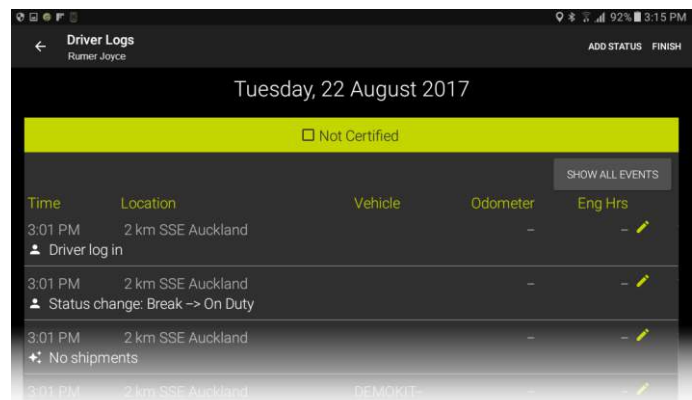 92% 3:15 PM
Driver Logs
Rumer Joyce
ADD STATUS FINISH
Tuesday, 22 August 2017
Not Certified
SHOW ALL EVENTS
Time Location Vehicle Odometer Eng Hrs
3:01 PM 2 km SSE Auckland – –
Driver log in
3:01 PM 2 km SSE Auckland – –
Status change: Break –> On Duty
3:01 PM 2 km SSE Auckland – –
No shipments
3:01 PM 2 km SSE Auckland DEMOKIT– – –